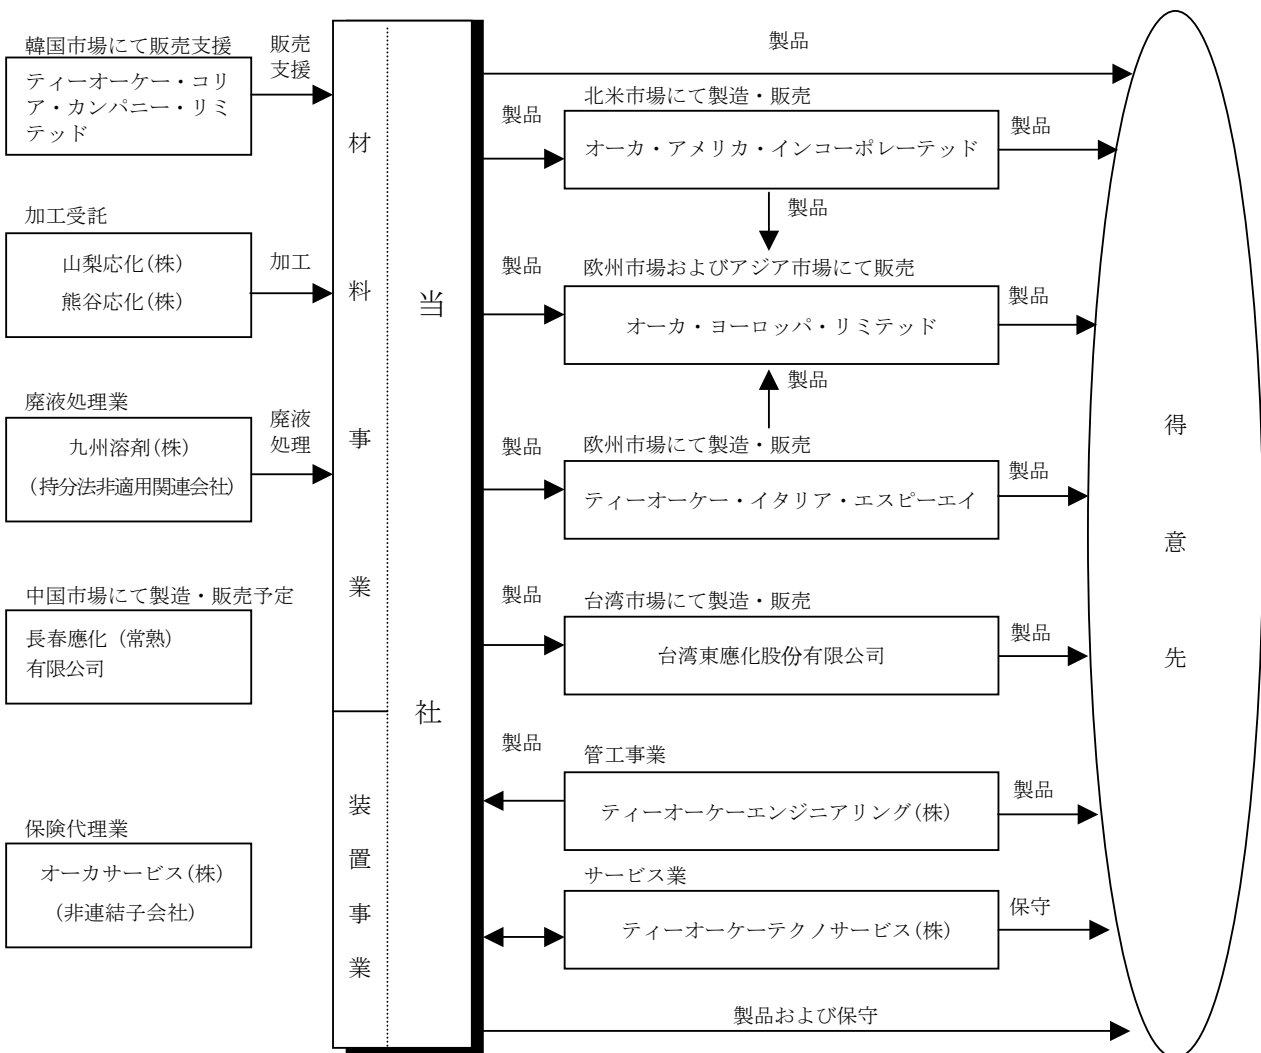 韓国市場にて販売支援
ティーオーケー・コリ
ア・カンパニー・リミ
テッド
販売
支援
加工受託
山梨応化(株)
熊谷応化(株)
加工
廃液処理業
九州溶剤(株)
(持分法非適用関連会社)
廃液
処理
中国市場にて製造・販売予定
長春應化（常熟）
有限公司
保険代理業
オーカサービス(株)
(非連結子会社)
材料事業
装置事業
当社
製品
北米市場にて製造・販売
製品
オーカ・アメリカ・インコーポレーテッド
製品
製品
欧州市場およびアジア市場にて販売
製品
オーカ・ヨーロッパ・リミテッド
製品
製品
欧州市場にて製造・販売
製品
ティーオーケー・イタリア・エスピーエイ
製品
台湾市場にて製造・販売
製品
台湾東應化股份有限公司
製品
管工事業
製品
ティーオーケーエンジニアリング(株)
製品
サービス業
ティーオーケーテクノサービス(株)
保守
製品および保守
得意先